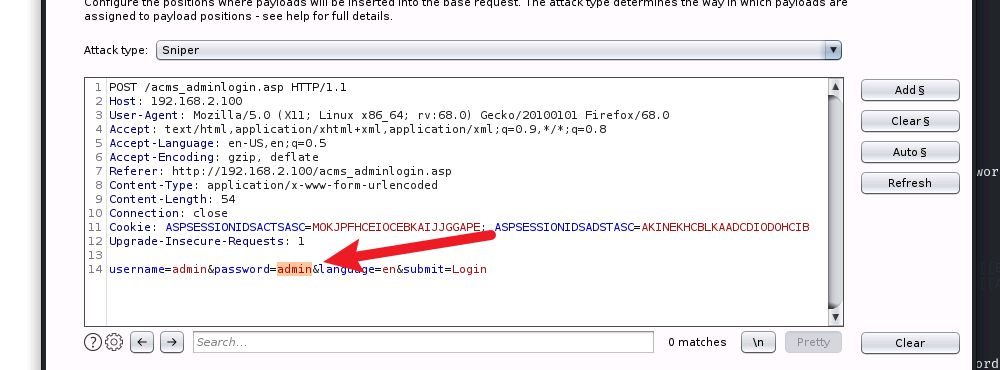 Configure the positions where payloads will be inserted into the base request. The attack type determines the way in which payloads are
assigned to payload positions - see help for full details.
Attack type: Sniper
1 POST /acms_adminlogin.asp HTTP/1.1
2 Host: 192.168.2.100
3 User-Agent: Mozilla/5.0 (X11; Linux x86_64; rv:68.0) Gecko/20100101 Firefox/68.0
4 Accept: text/html,application/xhtml+xml,application/xml;q=0.9,*/*;q=0.8
5 Accept-Language: en-US,en;q=0.5
6 Accept-Encoding: gzip, deflate
7 Referer: http://192.168.2.100/acms_adminlogin.asp
8 Content-Type: application/x-www-form-urlencoded
9 Content-Length: 54
10 Connection: close
11 Cookie: ASPSESSIONIDSACTSASC=MOKJPFHCEIOCEBKAIJJGGAPE; ASPSESSIONIDSADSTASC=AKINEKHCBLKAADCDIODOHCIB
12 Upgrade-Insecure-Requests: 1
13
14 username=admin&password=admin&language=en&submit=Login
Add §
Clear §
Auto §
Refresh
wor
? Search... 0 matches \n Pretty
Clear
ord